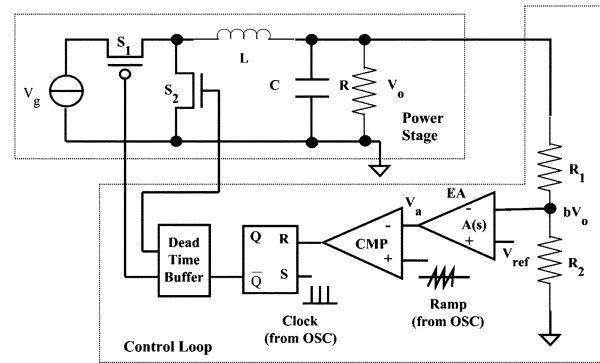 S1
L
Vg
S2
C
R
Vo
Power
Stage
R1
EA
Va
-
A(s)
+
bVo
Vref
R2
-
CMP
+
Q
R
Q̅
S
Dead
Time
Buffer
Ramp
(from OSC)
Clock
(from OSC)
Control Loop